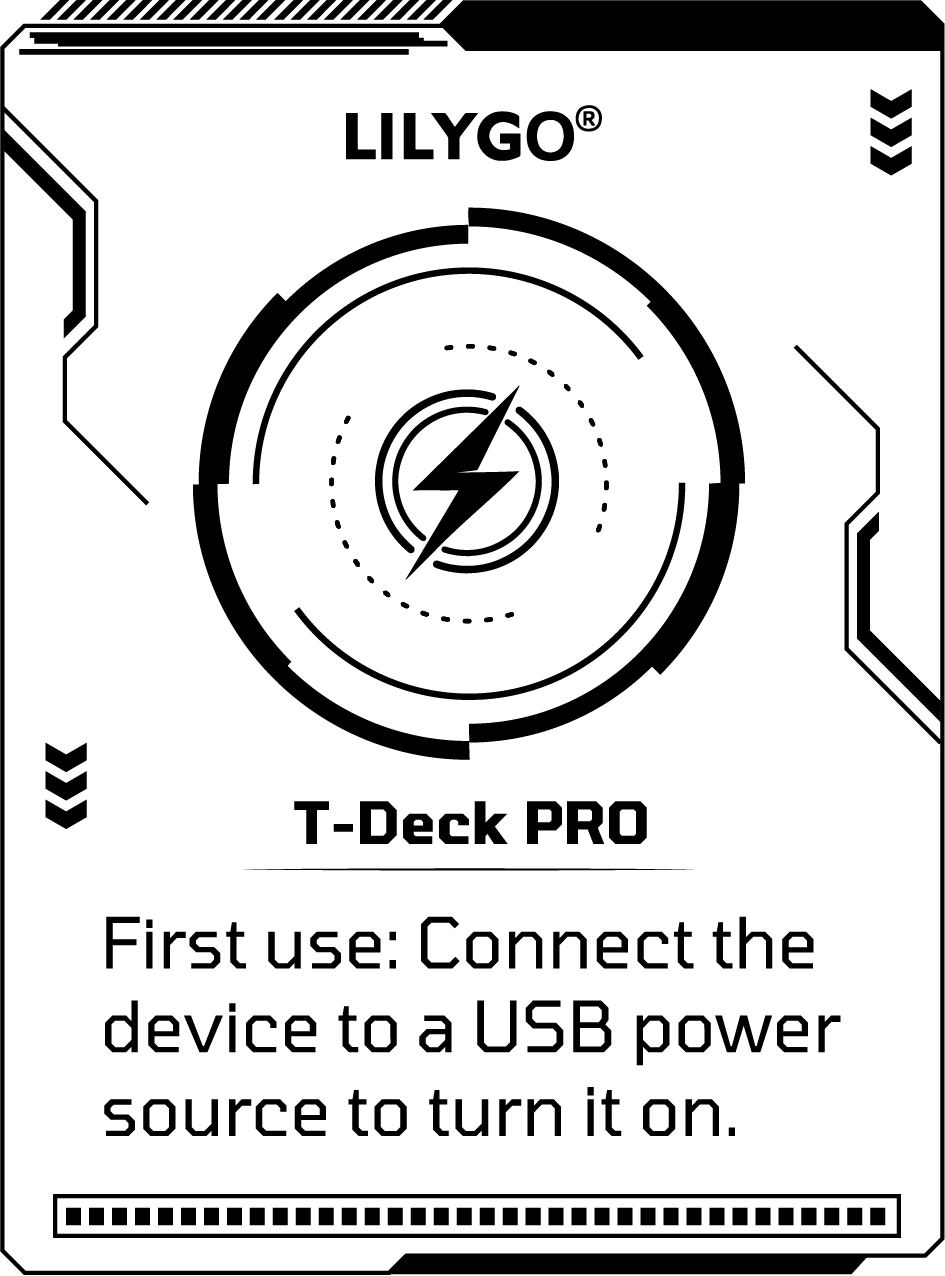 LILYGO®
T-Deck PRO
First use: Connect the
device to a USB power
source to turn it on.